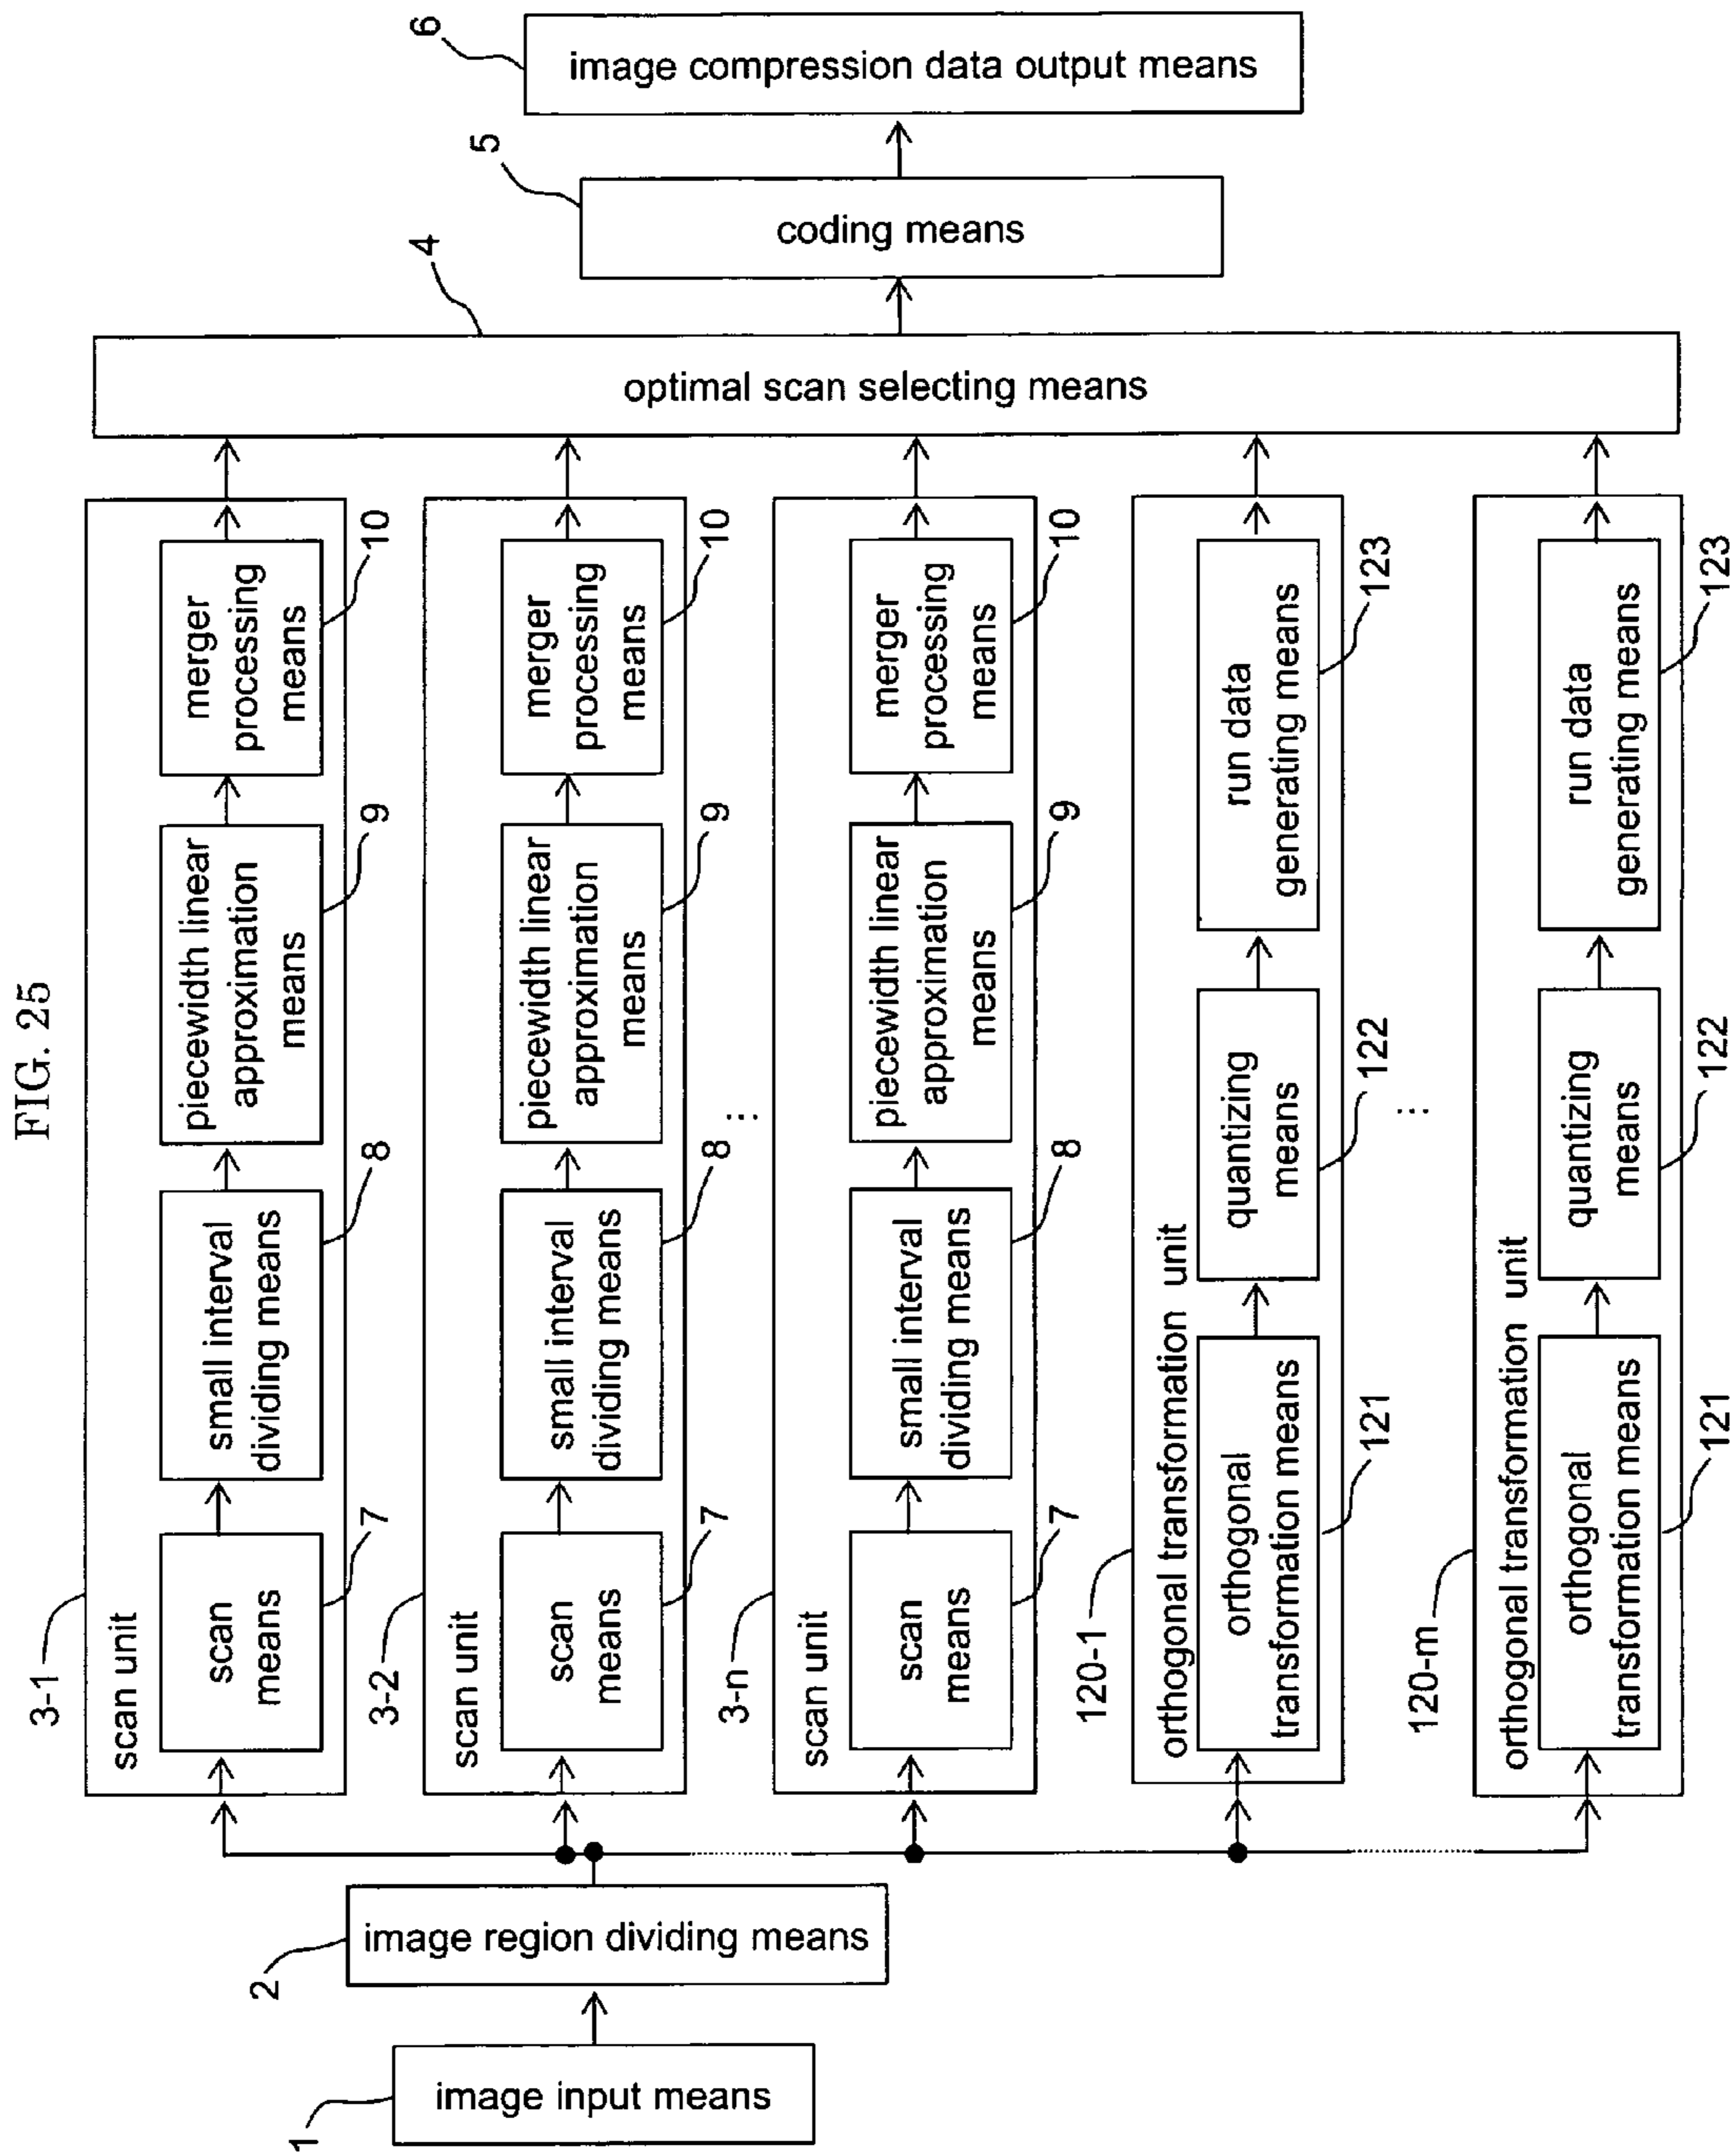 FIG. 25
1
image input means
2
image region dividing means
3-1
scan unit
scan
means
7
small interval
dividing means
8
piecewidth linear
approximation
means
9
merger
processing
means
10
3-2
scan unit
scan
means
7
small interval
dividing means
8
piecewidth linear
approximation
means
9
merger
processing
means
10
...
3-n
scan unit
scan
means
7
small interval
dividing means
8
piecewidth linear
approximation
means
9
merger
processing
means
10
120-1
orthogonal transformation unit
orthogonal
transformation means
121
quantizing
means
122
run data
generating means
123
...
120-m
orthogonal transformation unit
orthogonal
transformation means
121
quantizing
means
122
run data
generating means
123
4
optimal scan selecting means
5
coding means
6
image compression data output means